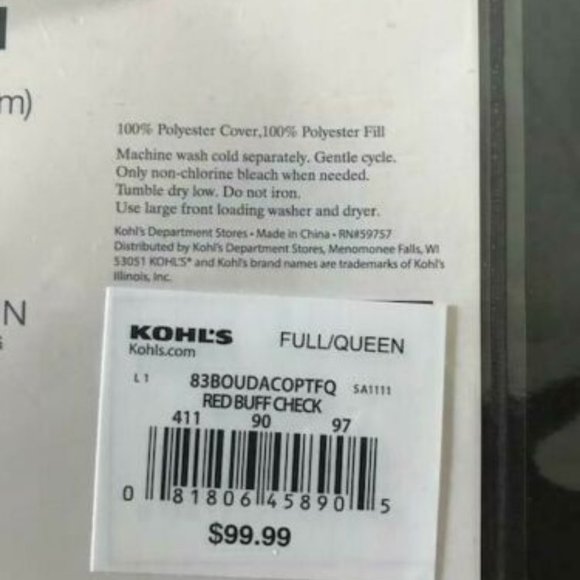 m)
100% Polyester Cover,100% Polyester Fill
Machine wash cold separately. Gentle cycle.
Only non-chlorine bleach when needed.
Tumble dry low. Do not iron.
Use large front loading washer and dryer.
Kohl's Department Stores • Made in China • RN#59757
Distributed by Kohl's Department Stores, Menomonee Falls, WI
53051 KOHL'S® and Kohl's brand names are trademarks of Kohl's
Illinois, Inc.
N
KOHL'S FULL/QUEEN
Kohls.com
L1 83BOUDACOPTFQ SA1111
RED BUFF CHECK
411 90 97
0 81806 45890 5
$99.99